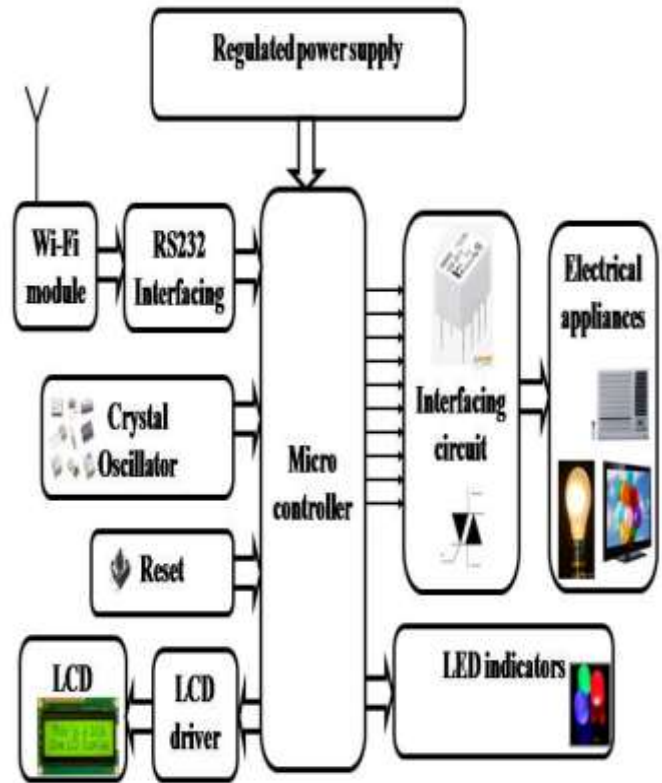 Regulated power supply
Wi-Fi
module
RS232
Interfacing
Electrical
appliances
Crystal
Oscillator
Micro
controller
Interfacing
circuit
Reset
LCD
LCD
driver
LED indicators